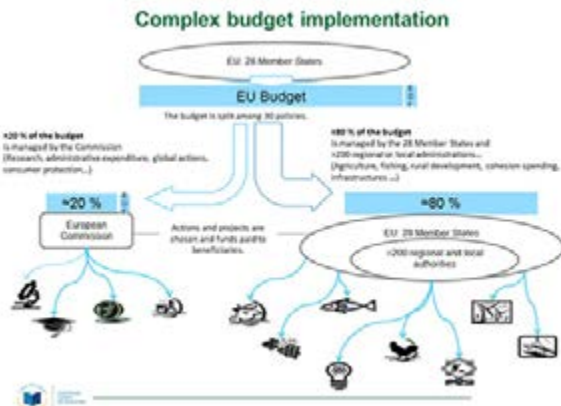 Complex budget implementation
EU 28 Member States
EU Budget
The budget is split among 30 policies.
≈20 % of the budget
is managed by the Commission
(Research, administrative expenditure, global actions,
consumer protection...)
≈80 % of the budget
is managed by the 28 Member States and
>200 regional or local administrations...
(Agriculture, fishing, rural development, cohesion spending,
infrastructures ...)
≈20 %
≈80 %
European
Commission
Actions and projects are
chosen and funds paid to
beneficiaries.
EU 28 Member States
>200 regional and local
authorities